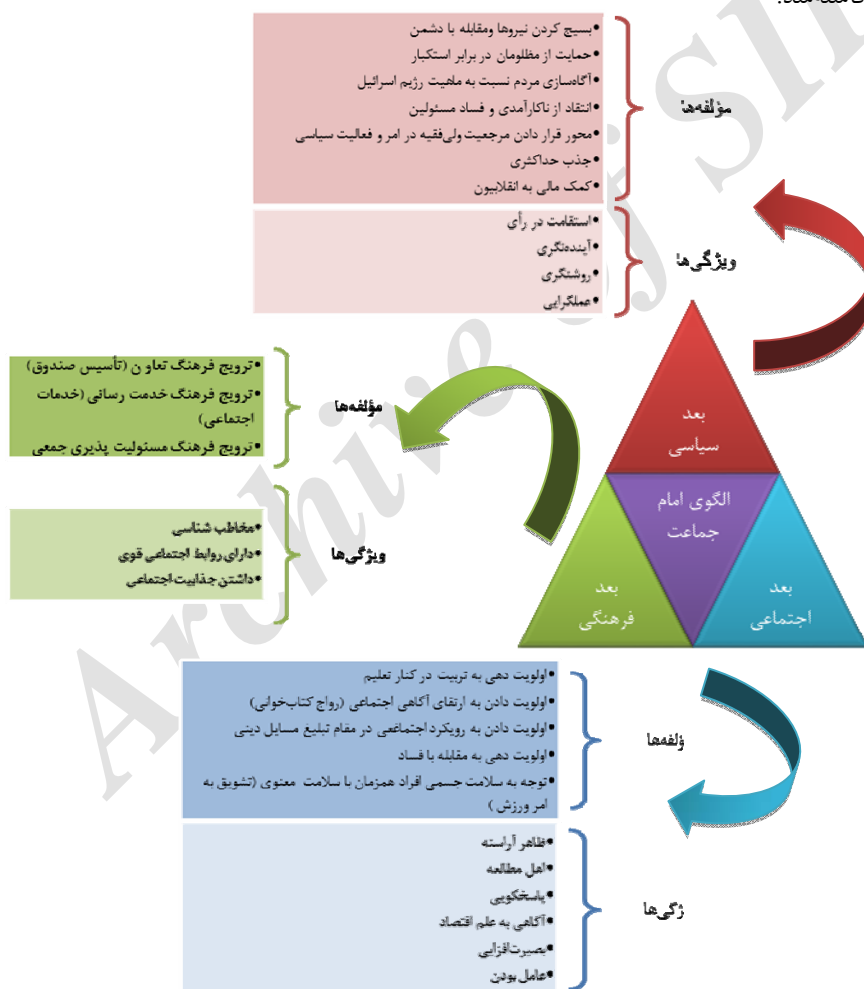 •بسیج کردن نیروها ومقابله با دشمن
•حمایت از مظلومان در برابر استکبار
•آگاه‌سازی مردم نسبت به ماهیت رژیم اسرائیل
•انتقاد از ناکارآمدی و فساد مسئولین
•محور قرار دادن مرجعیت ولی‌فقیه در امر و فعالیت سیاسی
•جذب حداکثری
•کمک مالی به انقلابیون
مؤلفه‌ها
•استقامت در رأی
•آینده‌نگری
•روشنگری
•عملگرایی
ویژگی‌ها
•ترویج فرهنگ تعاو ن (تأسیس صندوق)
•ترویج فرهنگ خدمت رسانی (خدمات
اجتماعی)
•ترویج فرهنگ مسئولیت پذیری جمعی
مؤلفه‌ها
•مخاطب شناسی
•دارای روابط اجتماعی قوی
•داشتن جذابیت اجتماعی
ویژگی‌ها
بعد
سیاسی
الگوی امام
جماعت
بعد
اجتماعی
بعد
فرهنگی
•اولویت دهی به تربیت در کنار تعلیم
•اولویت دادن به ارتقای آگاهی اجتماعی (رواج کتاب‌خوانی)
•اولویت دادن به رویکرد اجتماعی در مقام تبلیغ مسایل دینی
•اولویت دهی به مقابله با فساد
•توجه به سلامت جسمی افراد همزمان با سلامت معنوی (تشویق به
امر ورزش )
ؤلفه‌ها
•ظاهر آراسته
•اهل مطالعه
•پاسخگویی
•آگاهی به علم اقتصاد
•بصیرت‌افزایی
•عامل بودن
ژگی‌ها
Archive of SI